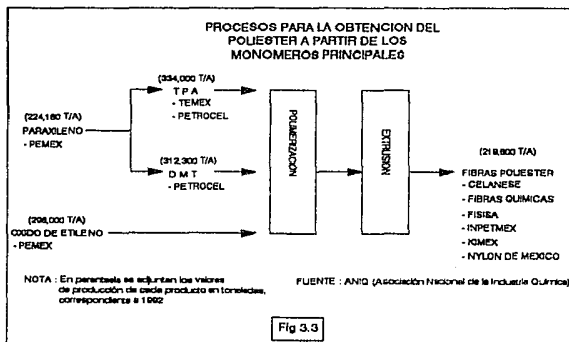 PROCESOS PARA LA OBTENCION DEL
POLIESTER A PARTIR DE LOS
MONOMEROS PRINCIPALES
(334,000 T/A)
T P A
- TEMEX
- PETROCEL
(224,160 T/A)
PARAXILENO
- PEMEX
(312,300 T/A)
D M T
- PETROCEL
(298,000 T/A)
OXIDO DE ETILENO
- PEMEX
POLIMERIZACIÓN
EXTRUSION
(219,600 T/A)
FIBRAS POLIESTER
- CELANESE
- FIBRAS QUIMICAS
- FISISA
- INPETMEX
- KIMEX
- NYLON DE MEXICO
NOTA : En parentesis se adjuntan los valores
de producción de cada producto en toneladas,
correspondiente a 1992
FUENTE : ANIQ (Asociación Nacional de la Industria Química)
Fig 3.3